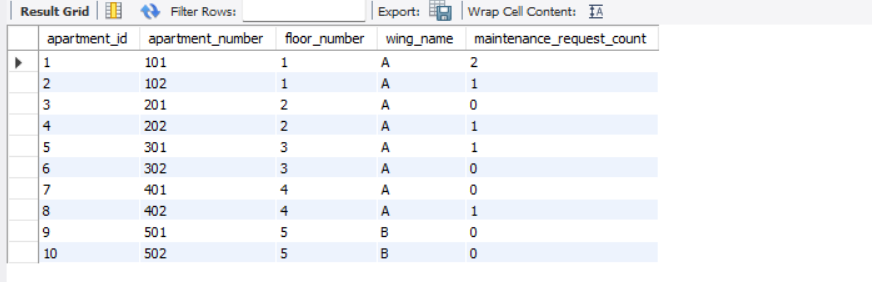 Result Grid Filter Rows: Export: Wrap Cell Content: IA
apartment_id apartment_number floor_number wing_name maintenance_request_count
1 101 1 A 2
2 102 1 A 1
3 201 2 A 0
4 202 2 A 1
5 301 3 A 1
6 302 3 A 0
7 401 4 A 0
8 402 4 A 1
9 501 5 B 0
10 502 5 B 0